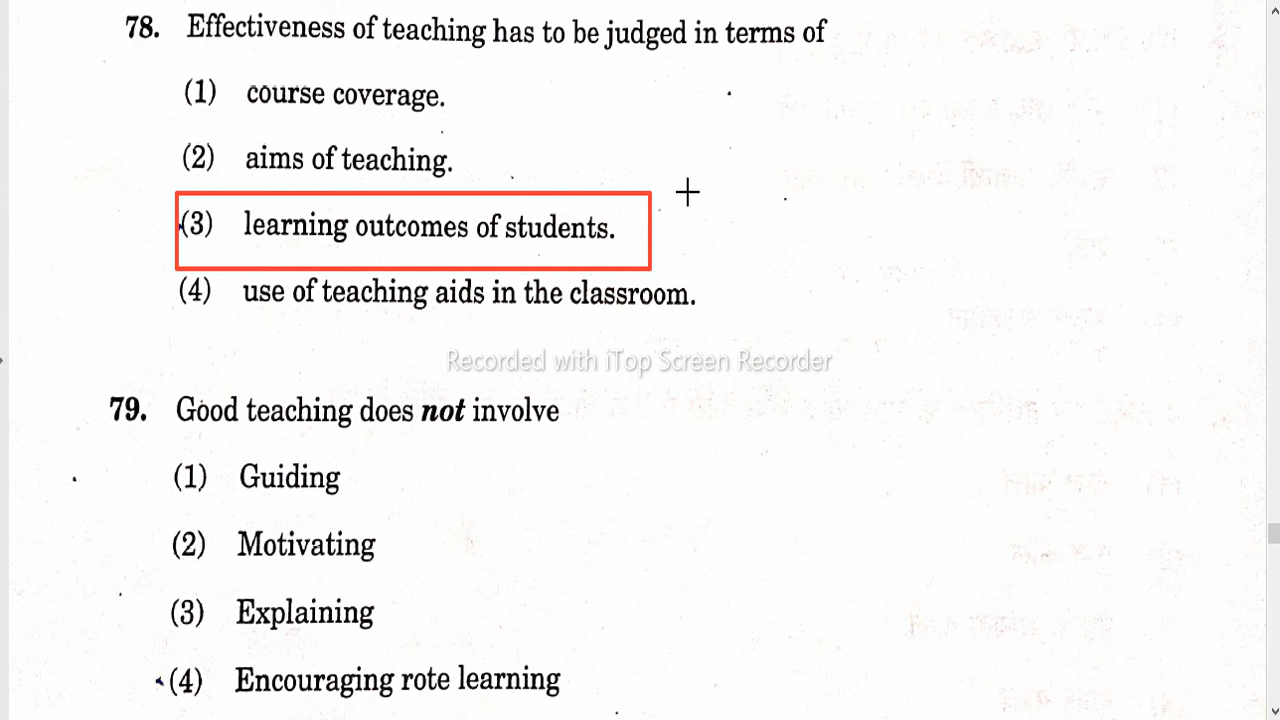 78. Effectiveness of teaching has to be judged in terms of
(1) course coverage.
(2) aims of teaching.
(3) learning outcomes of students.
(4) use of teaching aids in the classroom.
Recorded with iTop Screen Recorder
79. Good teaching does not involve
(1) Guiding
(2) Motivating
(3) Explaining
(4) Encouraging rote learning